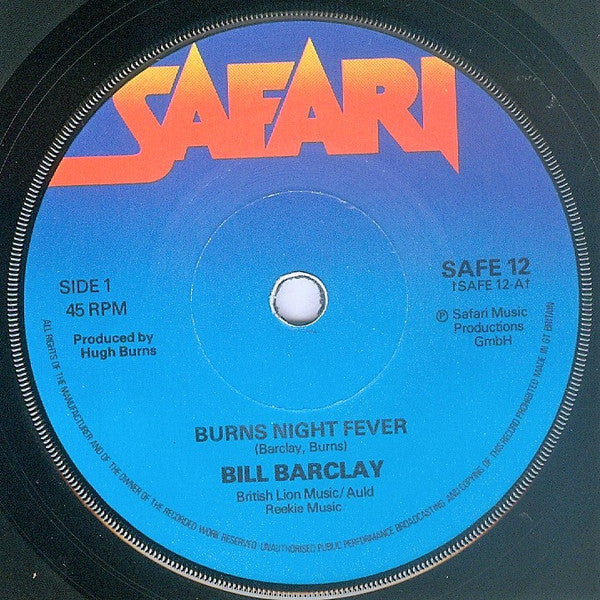 SAFARI
SIDE 1
45 RPM
Produced by
Hugh Burns
SAFE 12
†SAFE 12-A†
℗ Safari Music
Productions
GmbH
BURNS NIGHT FEVER
(Barclay, Burns)
BILL BARCLAY
British Lion Music/Auld
Reekie Music
ALL RIGHTS OF THE MANUFACTURER AND OF THE OWNER OF THE RECORDED WORK RESERVED UNAUTHORISED PUBLIC PERFORMANCE BROADCASTING AND COPYING OF THIS RECORD PROHIBITED MADE IN GT BRITAIN